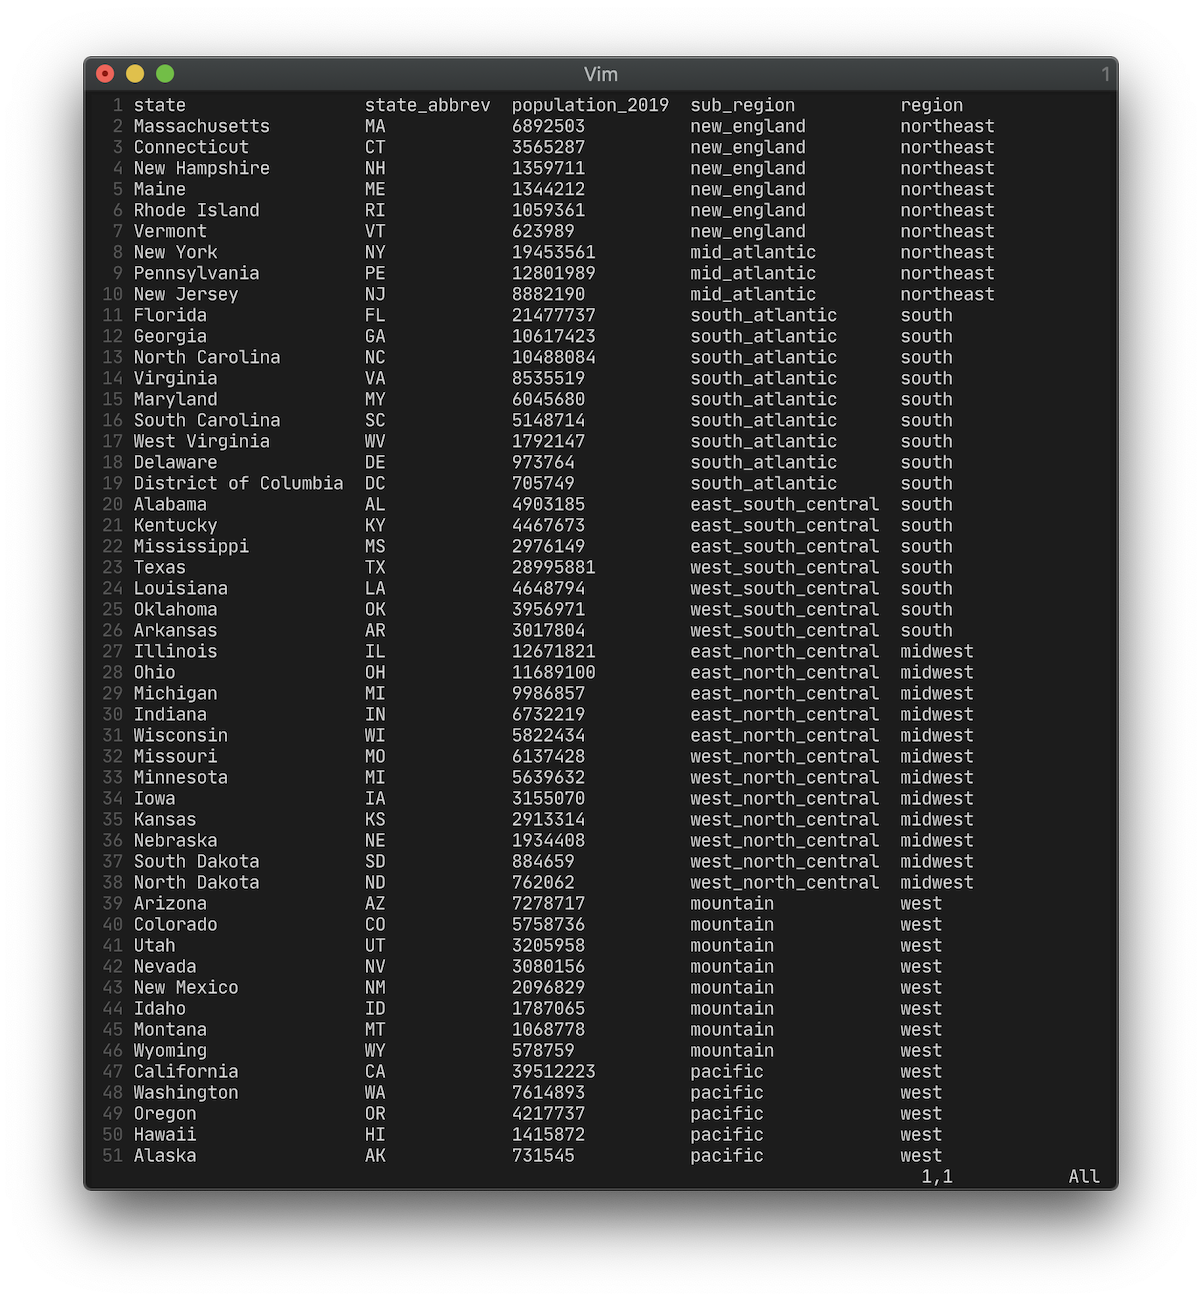 Vim 1
1 state state_abbrev population_2019 sub_region region
2 Massachusetts MA 6892503 new_england northeast
3 Connecticut CT 3565287 new_england northeast
4 New Hampshire NH 1359711 new_england northeast
5 Maine ME 1344212 new_england northeast
6 Rhode Island RI 1059361 new_england northeast
7 Vermont VT 623989 new_england northeast
8 New York NY 19453561 mid_atlantic northeast
9 Pennsylvania PE 12801989 mid_atlantic northeast
10 New Jersey NJ 8882190 mid_atlantic northeast
11 Florida FL 21477737 south_atlantic south
12 Georgia GA 10617423 south_atlantic south
13 North Carolina NC 10488084 south_atlantic south
14 Virginia VA 8535519 south_atlantic south
15 Maryland MY 6045680 south_atlantic south
16 South Carolina SC 5148714 south_atlantic south
17 West Virginia WV 1792147 south_atlantic south
18 Delaware DE 973764 south_atlantic south
19 District of Columbia DC 705749 south_atlantic south
20 Alabama AL 4903185 east_south_central south
21 Kentucky KY 4467673 east_south_central south
22 Mississippi MS 2976149 east_south_central south
23 Texas TX 28995881 west_south_central south
24 Louisiana LA 4648794 west_south_central south
25 Oklahoma OK 3956971 west_south_central south
26 Arkansas AR 3017804 west_south_central south
27 Illinois IL 12671821 east_north_central midwest
28 Ohio OH 11689100 east_north_central midwest
29 Michigan MI 9986857 east_north_central midwest
30 Indiana IN 6732219 east_north_central midwest
31 Wisconsin WI 5822434 east_north_central midwest
32 Missouri MO 6137428 west_north_central midwest
33 Minnesota MI 5639632 west_north_central midwest
34 Iowa IA 3155070 west_north_central midwest
35 Kansas KS 2913314 west_north_central midwest
36 Nebraska NE 1934408 west_north_central midwest
37 South Dakota SD 884659 west_north_central midwest
38 North Dakota ND 762062 west_north_central midwest
39 Arizona AZ 7278717 mountain west
40 Colorado CO 5758736 mountain west
41 Utah UT 3205958 mountain west
42 Nevada NV 3080156 mountain west
43 New Mexico NM 2096829 mountain west
44 Idaho ID 1787065 mountain west
45 Montana MT 1068778 mountain west
46 Wyoming WY 578759 mountain west
47 California CA 39512223 pacific west
48 Washington WA 7614893 pacific west
49 Oregon OR 4217737 pacific west
50 Hawaii HI 1415872 pacific west
51 Alaska AK 731545 pacific west
1,1 All